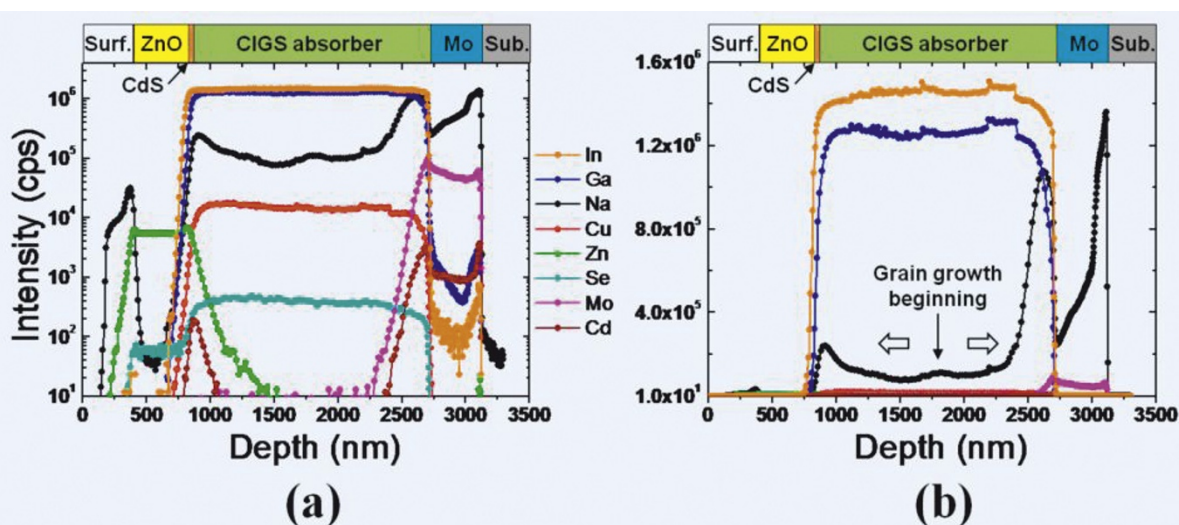 Surf. ZnO CIGS absorber Mo Sub.
CdS
Intensity (cps)
10⁶
10⁵
10⁴
10³
10²
10¹
0 500 1000 1500 2000 2500 3000 3500
Depth (nm)
In
Ga
Na
Cu
Zn
Se
Mo
Cd
(a)
Surf. ZnO CIGS absorber Mo Sub.
CdS
1.6x10⁶
1.2x10⁶
8.0x10⁵
4.0x10⁵
1.0x10¹
Grain growth
beginning
0 500 1000 1500 2000 2500 3000 3500
Depth (nm)
(b)